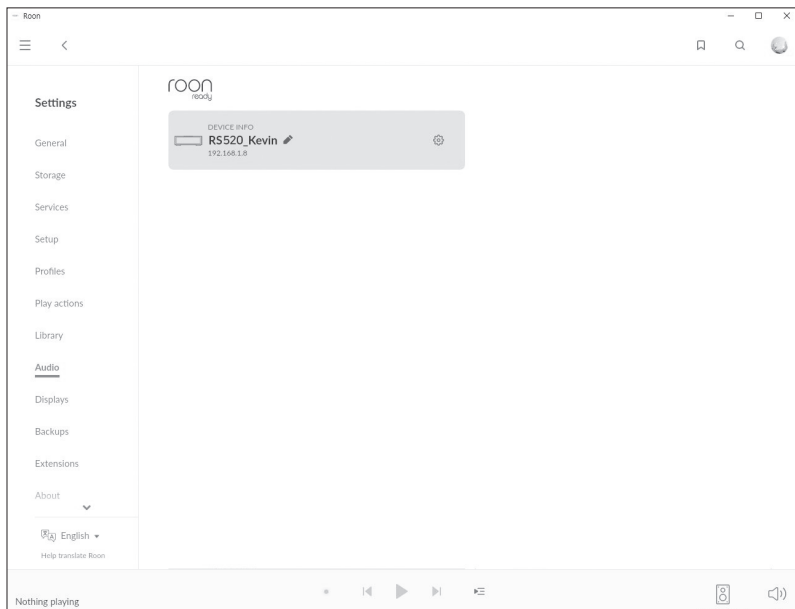 Roon
Settings
General
Storage
Services
Setup
Profiles
Play actions
Library
Audio
Displays
Backups
Extensions
About
English
Help translate Roon
roon
ready
DEVICE INFO
RS520_Kevin
192.168.1.8
Nothing playing